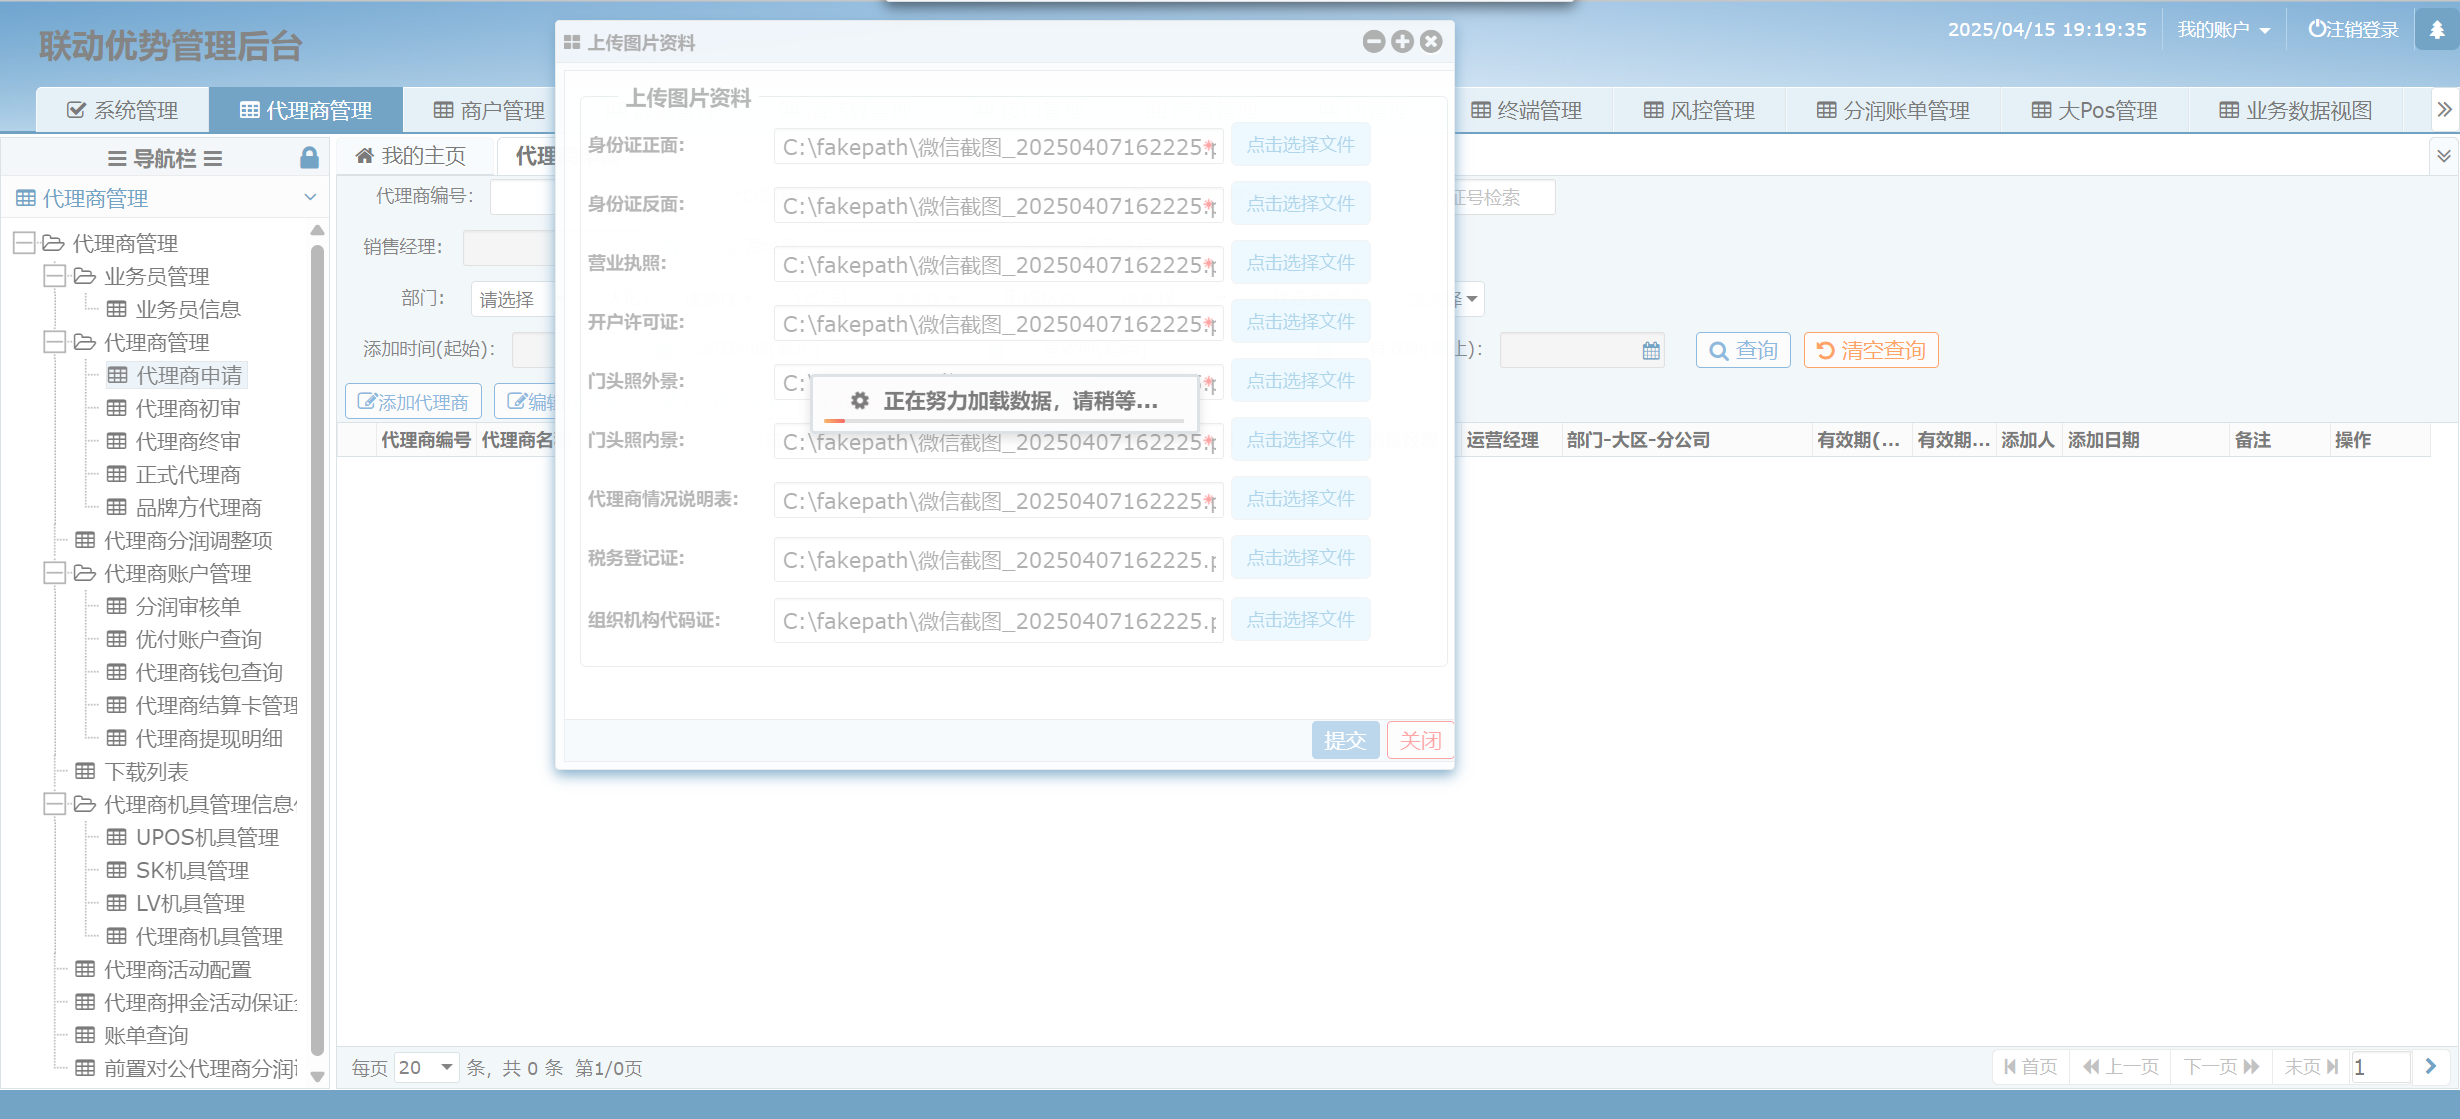 联动优势管理后台
2025/04/15 19:19:35
我的账户
注销登录
系统管理
代理商管理
商户管理
终端管理
风控管理
分润账单管理
大Pos管理
业务数据视图
导航栏
代理商管理
代理商管理
业务员管理
业务员信息
代理商管理
代理商申请
代理商初审
代理商终审
正式代理商
品牌方代理商
代理商分润调整项
代理商账户管理
分润审核单
优付账户查询
代理商钱包查询
代理商结算卡管理
代理商提现明细
下载列表
代理商机具管理信息
UPOS机具管理
SK机具管理
LV机具管理
代理商机具管理
代理商活动配置
代理商押金活动保证
账单查询
前置对公代理商分润
我的主页
代理
代理商编号:
证号检索
销售经理:
部门:
请选择
添加时间(起始):
止):
查询
清空查询
添加代理商
编辑
代理商编号
代理商名
运营经理
部门-大区-分公司
有效期(...
有效期...
添加人
添加日期
备注
操作
上传图片资料
上传图片资料
身份证正面:
C:\fakepath\微信截图_20250407162225.p
点击选择文件
身份证反面:
C:\fakepath\微信截图_20250407162225.p
点击选择文件
营业执照:
C:\fakepath\微信截图_20250407162225.p
点击选择文件
开户许可证:
C:\fakepath\微信截图_20250407162225.p
点击选择文件
门头照外景:
C:
点击选择文件
正在努力加载数据，请稍等...
门头照内景:
C:\fakepath\微信截图_20250407162225.p
点击选择文件
代理商情况说明表:
C:\fakepath\微信截图_20250407162225.p
点击选择文件
税务登记证:
C:\fakepath\微信截图_20250407162225.p
点击选择文件
组织机构代码证:
C:\fakepath\微信截图_20250407162225.p
点击选择文件
提交
关闭
每页 20 条，共 0 条 第1/0页
首页
上一页
下一页
末页
1